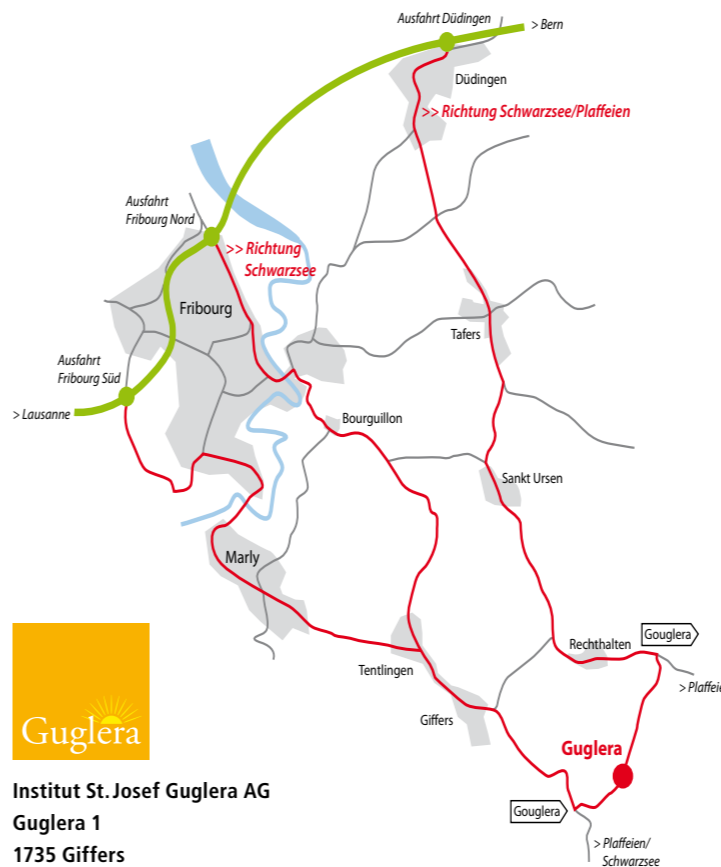 Ausfahrt Düdingen
> Bern
Düdingen
>> Richtung Schwarzsee/Plaffeien
Ausfahrt
Fribourg Nord
>> Richtung
Schwarzsee
Fribourg
Tafers
Ausfahrt
Fribourg Süd
> Lausanne
Bourguillon
Sankt Ursen
Marly
Gouglera
Rechthalten
Tentlingen
> Plaffeie
Giffers
Guglera
Guglera
Institut St. Josef Guglera AG
Guglera 1
1735 Giffers
Gouglera
> Plaffeien/
Schwarzsee